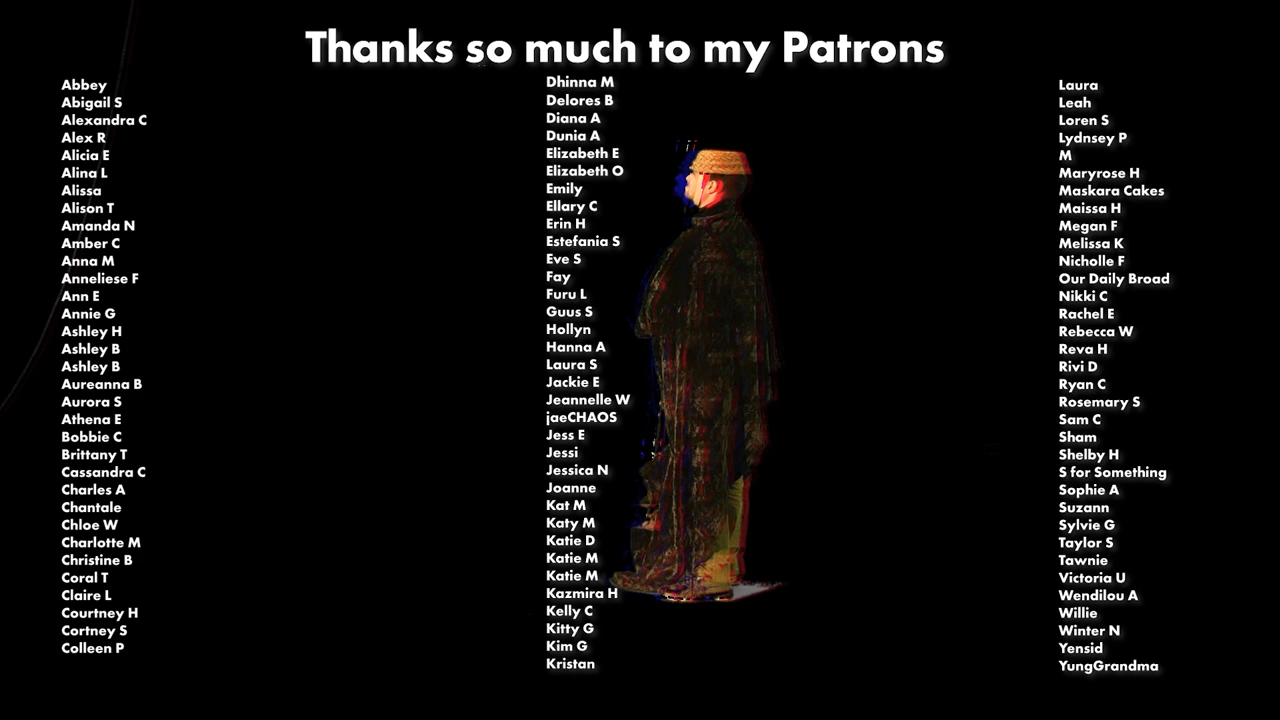 Thanks so much to my Patrons
Abbey
Abigail S
Alexandra C
Alex R
Alicia E
Alina L
Alissa
Alison T
Amanda N
Amber C
Anna M
Anneliese F
Ann E
Annie G
Ashley H
Ashley B
Ashley B
Aureanna B
Aurora S
Athena E
Bobbie C
Brittany T
Cassandra C
Charles A
Chantale
Chloe W
Charlotte M
Christine B
Coral T
Claire L
Courtney H
Cortney S
Colleen P
Dhinna M
Delores B
Diana A
Dunia A
Elizabeth E
Elizabeth O
Emily
Ellary C
Erin H
Estefania S
Eve S
Fay
Furu L
Guus S
Hollyn
Hanna A
Laura S
Jackie E
Jeannelle W
jaeCHAOS
Jess E
Jessi
Jessica N
Joanne
Kat M
Katy M
Katie D
Katie M
Katie M
Kazmira H
Kelly C
Kitty G
Kim G
Kristan
Laura
Leah
Loren S
Lydnsey P
M
Maryrose H
Maskara Cakes
Maissa H
Megan F
Melissa K
Nicholle F
Our Daily Broad
Nikki C
Rachel E
Rebecca W
Reva H
Rivi D
Ryan C
Rosemary S
Sam C
Sham
Shelby H
S for Something
Sophie A
Suzann
Sylvie G
Taylor S
Tawnie
Victoria U
Wendilou A
Willie
Winter N
Yensid
YungGrandma